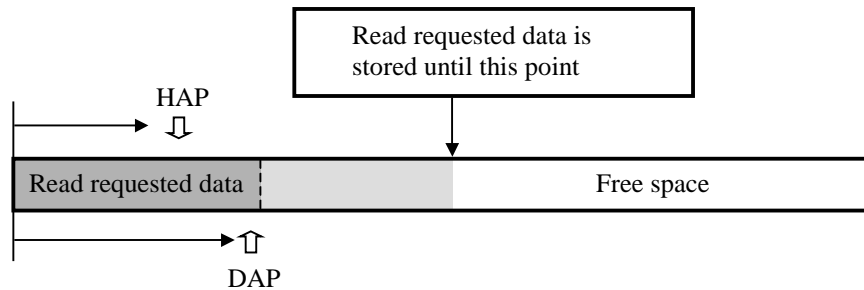 Read requested data is
stored until this point
HAP
Read requested data
Free space
DAP